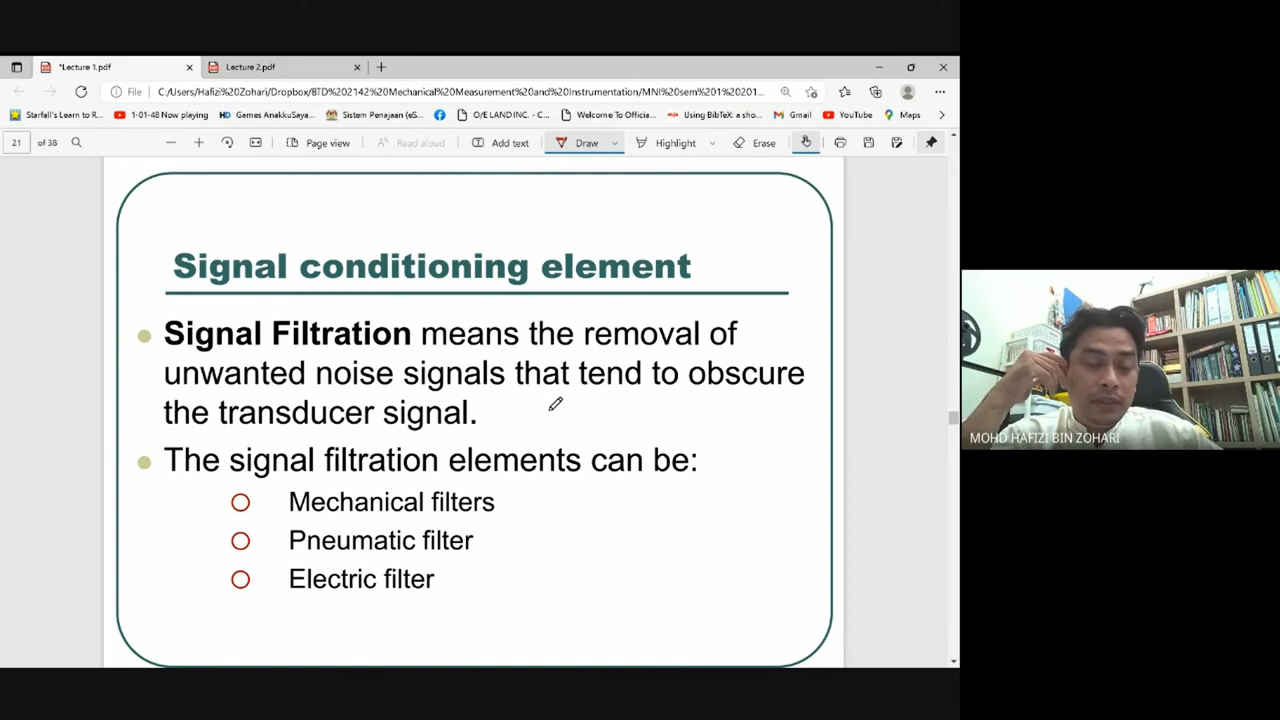 *Lecture 1.pdf
Lecture 2.pdf
File
C:/Users/Hafizi%20Zohari/Dropbox/BTD%202142%20Mechanical%20Measurement%20and%20Instrumentation/MNI%20sem%201%20201...
Starfall's Learn to R...
1-01-48 Now playing
HD
Games AnakkuSaya...
Sistem Penajaan (eS...
O/E LAND INC. - C...
Welcome To Officia...
Using BibTeX: a sho...
Gmail
YouTube
Maps
21 of 38
Page view
Read aloud
Add text
Draw
Highlight
Erase
Signal conditioning element
Signal Filtration means the removal of
unwanted noise signals that tend to obscure
the transducer signal.
The signal filtration elements can be:
Mechanical filters
Pneumatic filter
Electric filter
MOHD HAFIZI BIN ZOHARI